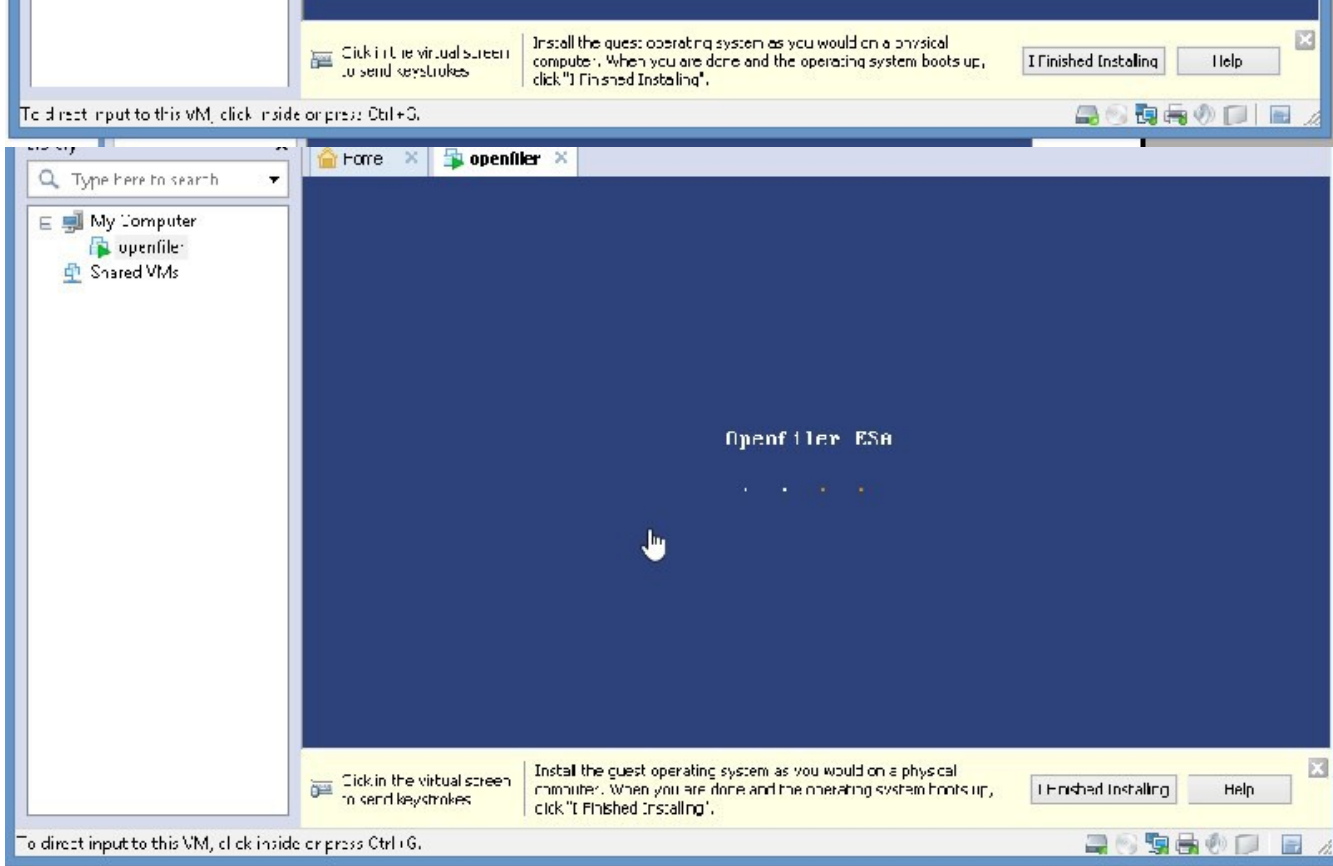 Click in the virtual screen
to send keystrokes
Install the guest operating system as you would on a physical
computer. When you are done and the operating system boots up,
click "I Finished Installing".
I Finished Installing
Help
To direct input to this VM, click inside or press Ctrl+G.
Library
Home
openfiler
Type here to search
My Computer
openfiler
Shared VMs
Openfiler ESA
Click in the virtual screen
to send keystrokes
Install the guest operating system as you would on a physical
computer. When you are done and the operating system boots up,
click "I Finished Installing".
I Finished Installing
Help
To direct input to this VM, click inside or press Ctrl+G.